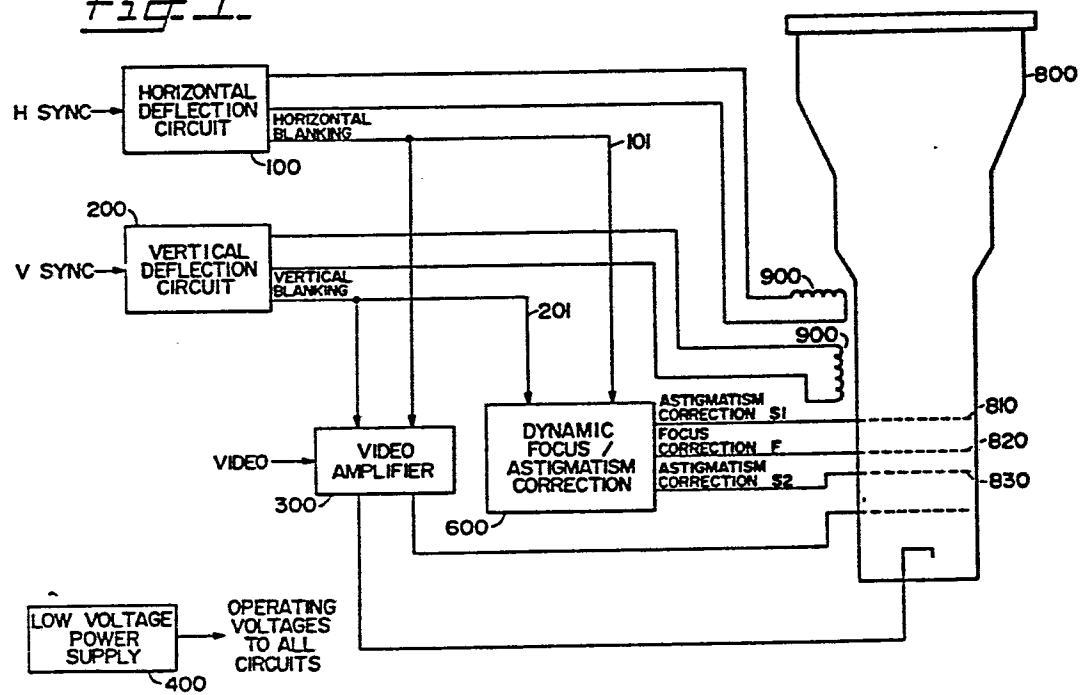 Fig. 1.
H SYNC
HORIZONTAL
DEFLECTION
CIRCUIT
100
HORIZONTAL
BLANKING
101
800
200
V SYNC
VERTICAL
DEFLECTION
CIRCUIT
VERTICAL
BLANKING
201
900
900
VIDEO
VIDEO
AMPLIFIER
300
DYNAMIC
FOCUS /
ASTIGMATISM
CORRECTION
600
ASTIGMATISM
CORRECTION S1
FOCUS
CORRECTION F
ASTIGMATISM
CORRECTION S2
810
820
830
LOW VOLTAGE
POWER
SUPPLY
400
OPERATING
VOLTAGES
TO ALL
CIRCUITS